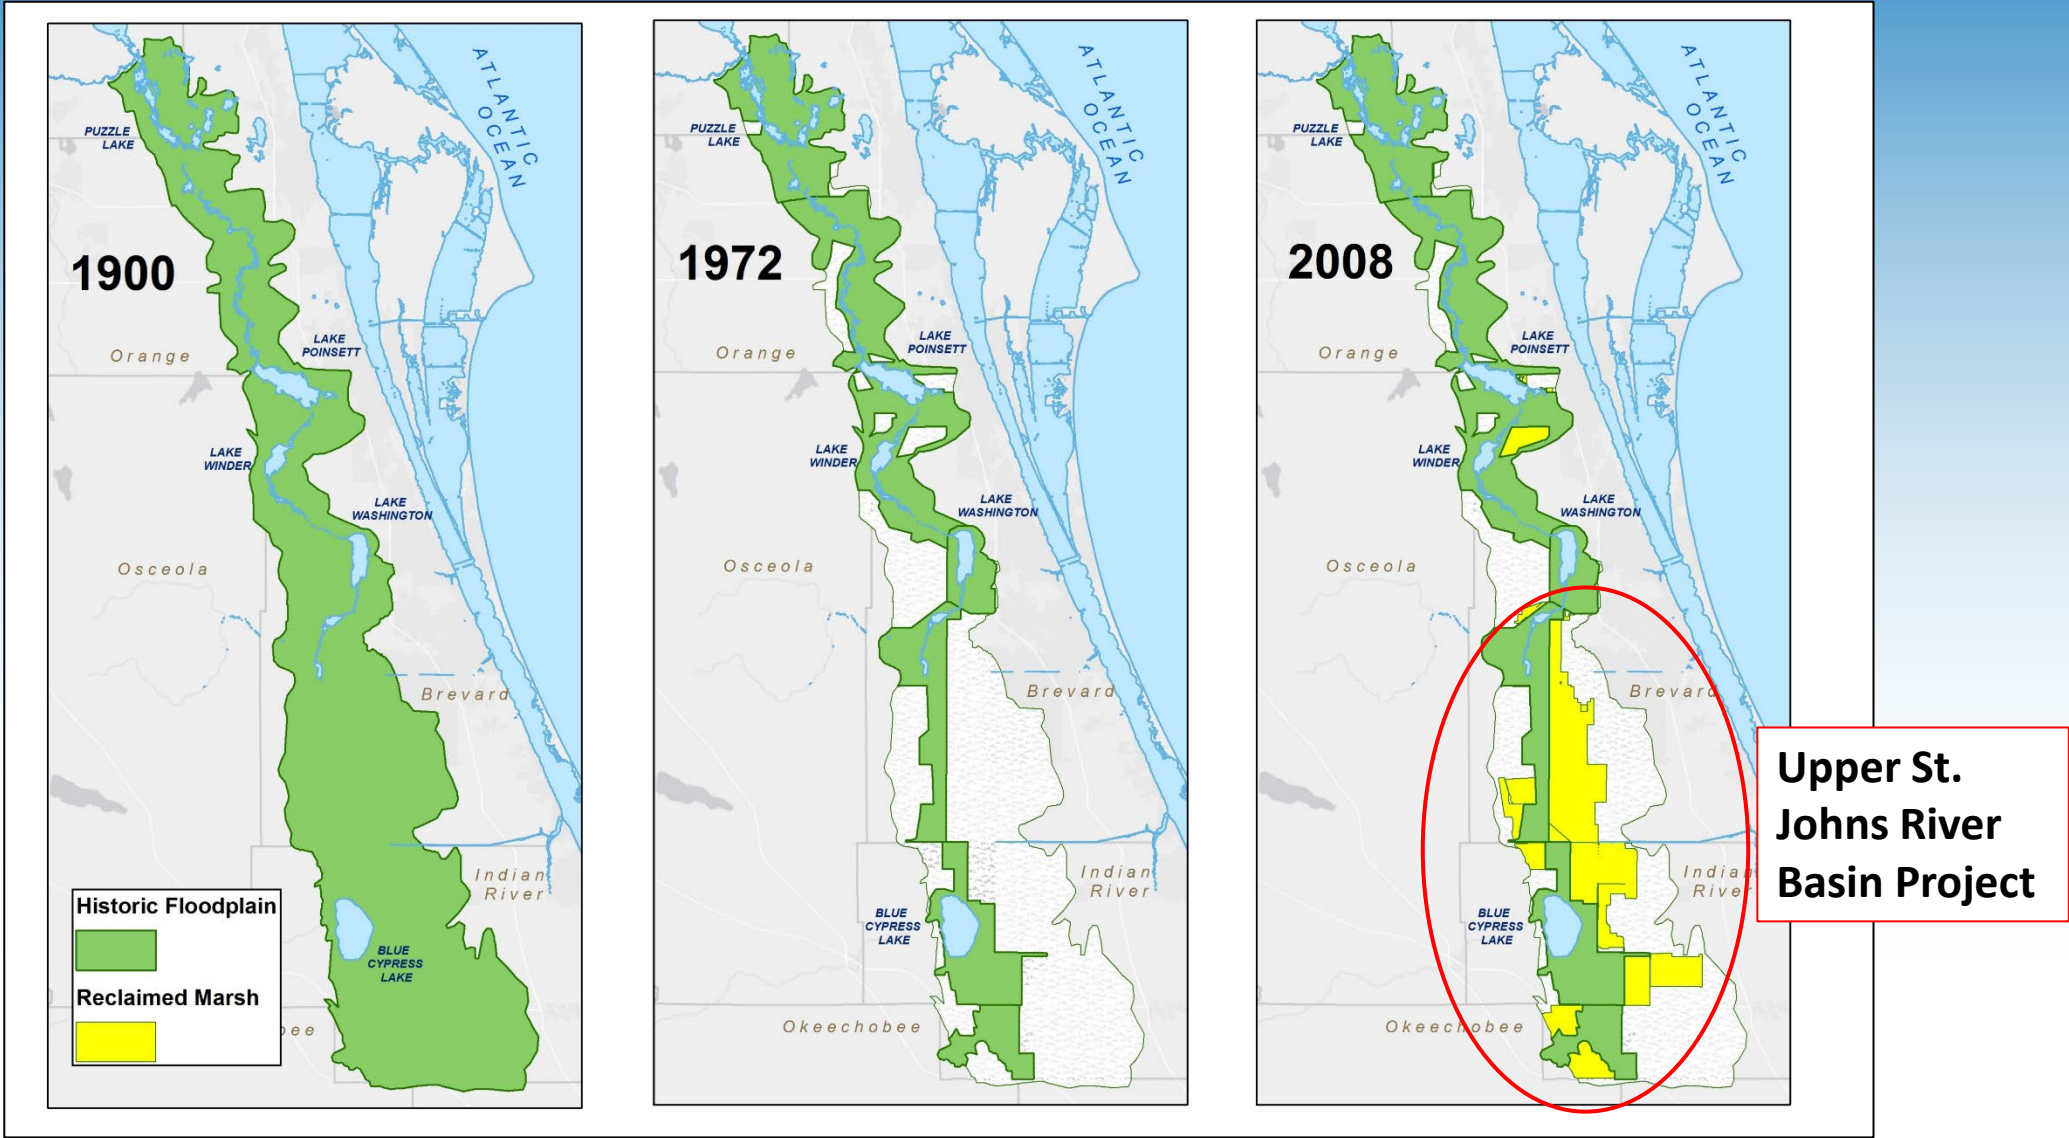 ATLANTIC
OCEAN
PUZZLE
LAKE
1900
LAKE
POINSETT
Orange
LAKE
WINDER
LAKE
WASHINGTON
Osceola
Brevard
Indian
River
Historic Floodplain
BLUE
CYPRESS
LAKE
Reclaimed Marsh
bee
ATLANTIC
OCEAN
PUZZLE
LAKE
1972
LAKE
POINSETT
Orange
LAKE
WINDER
LAKE
WASHINGTON
Osceola
Brevard
Indian
River
BLUE
CYPRESS
LAKE
Okeechobee
ATLANTIC
OCEAN
PUZZLE
LAKE
2008
LAKE
POINSETT
Orange
LAKE
WINDER
LAKE
WASHINGTON
Osceola
Brevard
Indian
River
BLUE
CYPRESS
LAKE
Okeechobee
Upper St.
Johns River
Basin Project